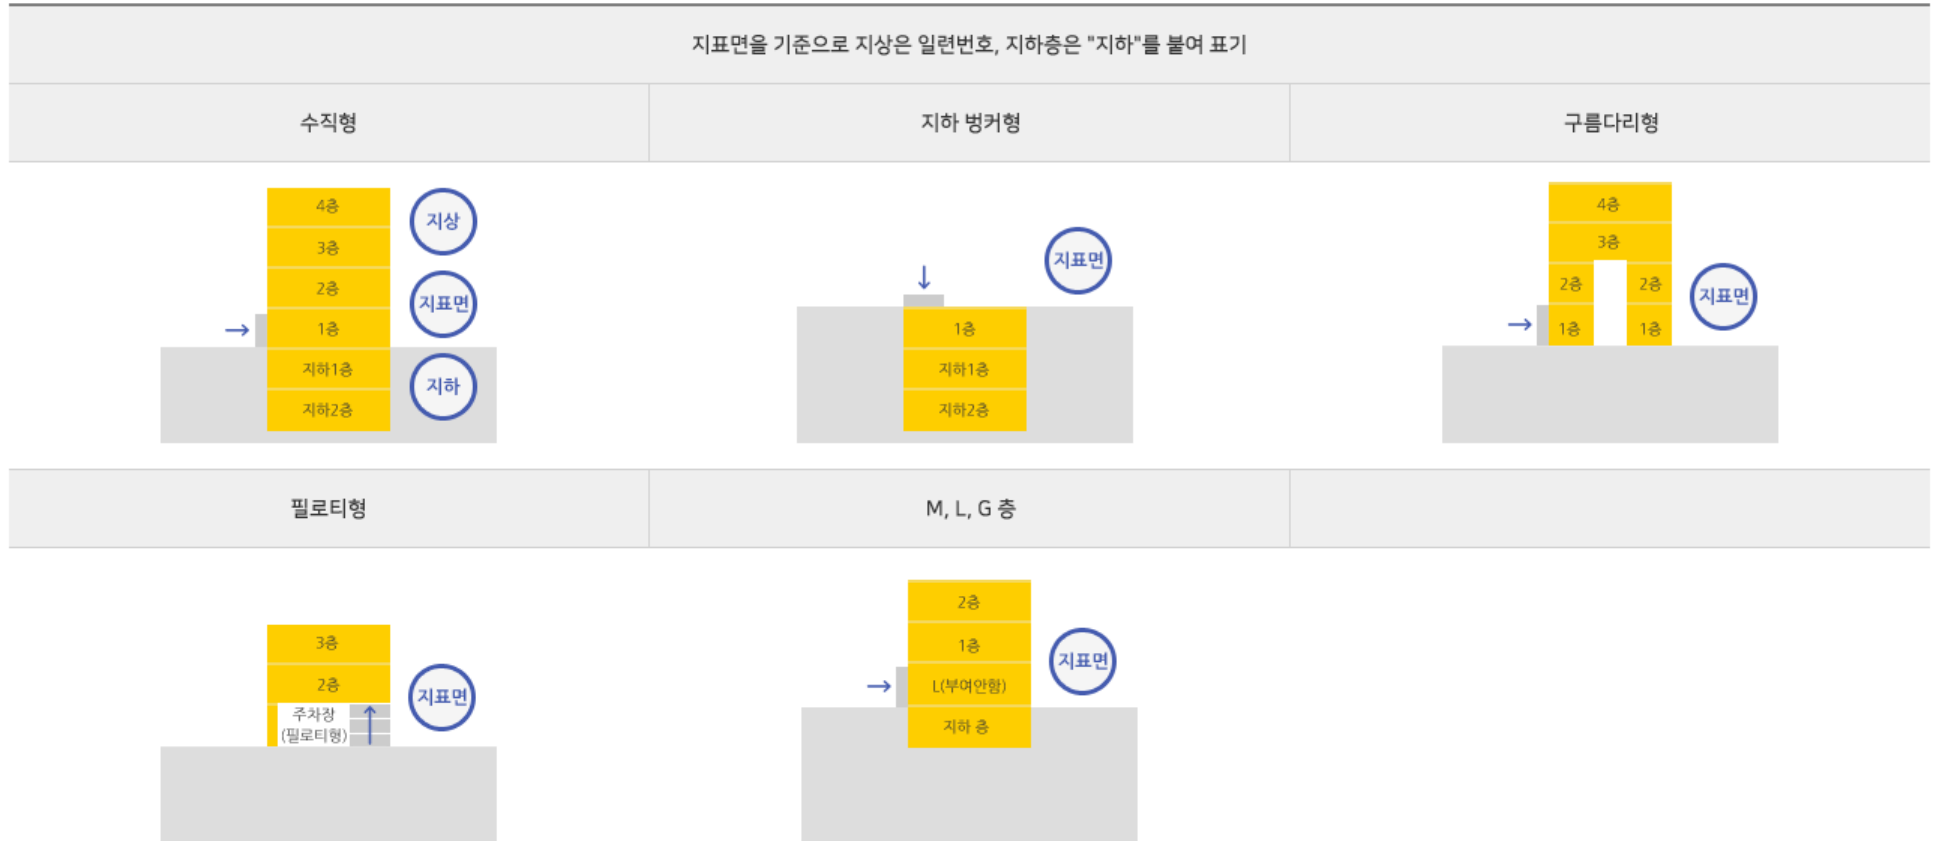 지표면을 기준으로 지상은 일련번호, 지하층은 "지하"를 붙여 표기
수직형
지하 벙커형
구름다리형
4층
3층
2층
1층
지하1층
지하2층
지상
지표면
지하
지표면
1층
지하1층
지하2층
4층
3층
2층 2층
1층 1층
지표면
필로티형
M, L, G 층
3층
2층
주차장
(필로티형)
지표면
2층
1층
L(부여안함)
지하 층
지표면